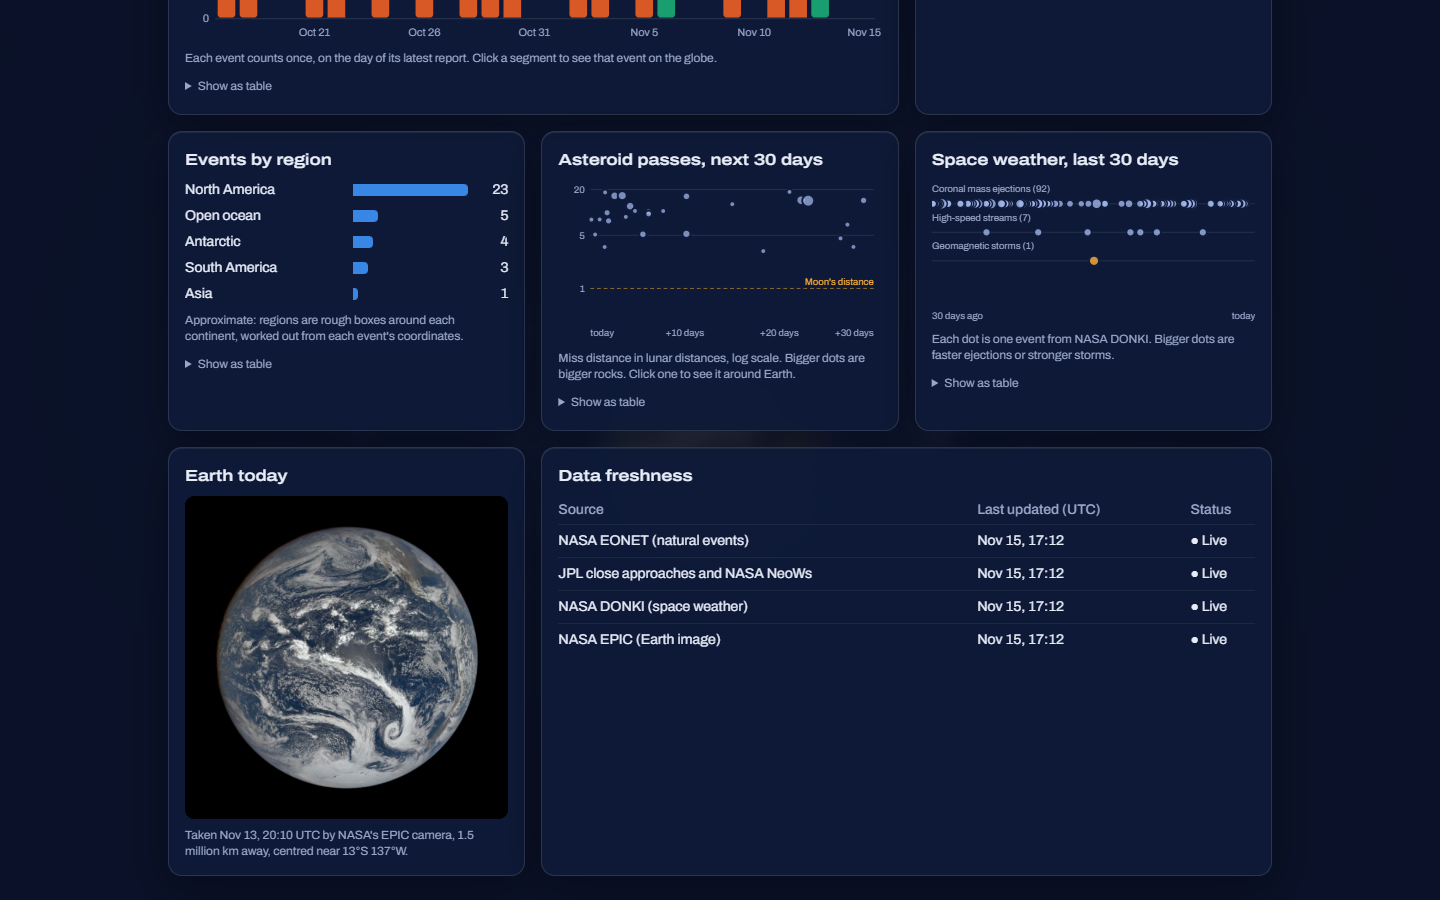 0
Oct 21
Oct 26
Oct 31
Nov 5
Nov 10
Nov 15
Each event counts once, on the day of its latest report. Click a segment to see that event on the globe.
Show as table
Events by region
North America 23
Open ocean 5
Antarctic 4
South America 3
Asia 1
Approximate: regions are rough boxes around each
continent, worked out from each event's coordinates.
Show as table
Asteroid passes, next 30 days
20
5
Moon's distance
1
today
+10 days
+20 days
+30 days
Miss distance in lunar distances, log scale. Bigger dots are
bigger rocks. Click one to see it around Earth.
Show as table
Space weather, last 30 days
Coronal mass ejections (92)
High-speed streams (7)
Geomagnetic storms (1)
30 days ago
today
Each dot is one event from NASA DONKI. Bigger dots are
faster ejections or stronger storms.
Show as table
Earth today
Taken Nov 13, 20:10 UTC by NASA's EPIC camera, 1.5
million km away, centred near 13°S 137°W.
Data freshness
Source Last updated (UTC) Status
NASA EONET (natural events) Nov 15, 17:12 Live
JPL close approaches and NASA NeoWs Nov 15, 17:12 Live
NASA DONKI (space weather) Nov 15, 17:12 Live
NASA EPIC (Earth image) Nov 15, 17:12 Live